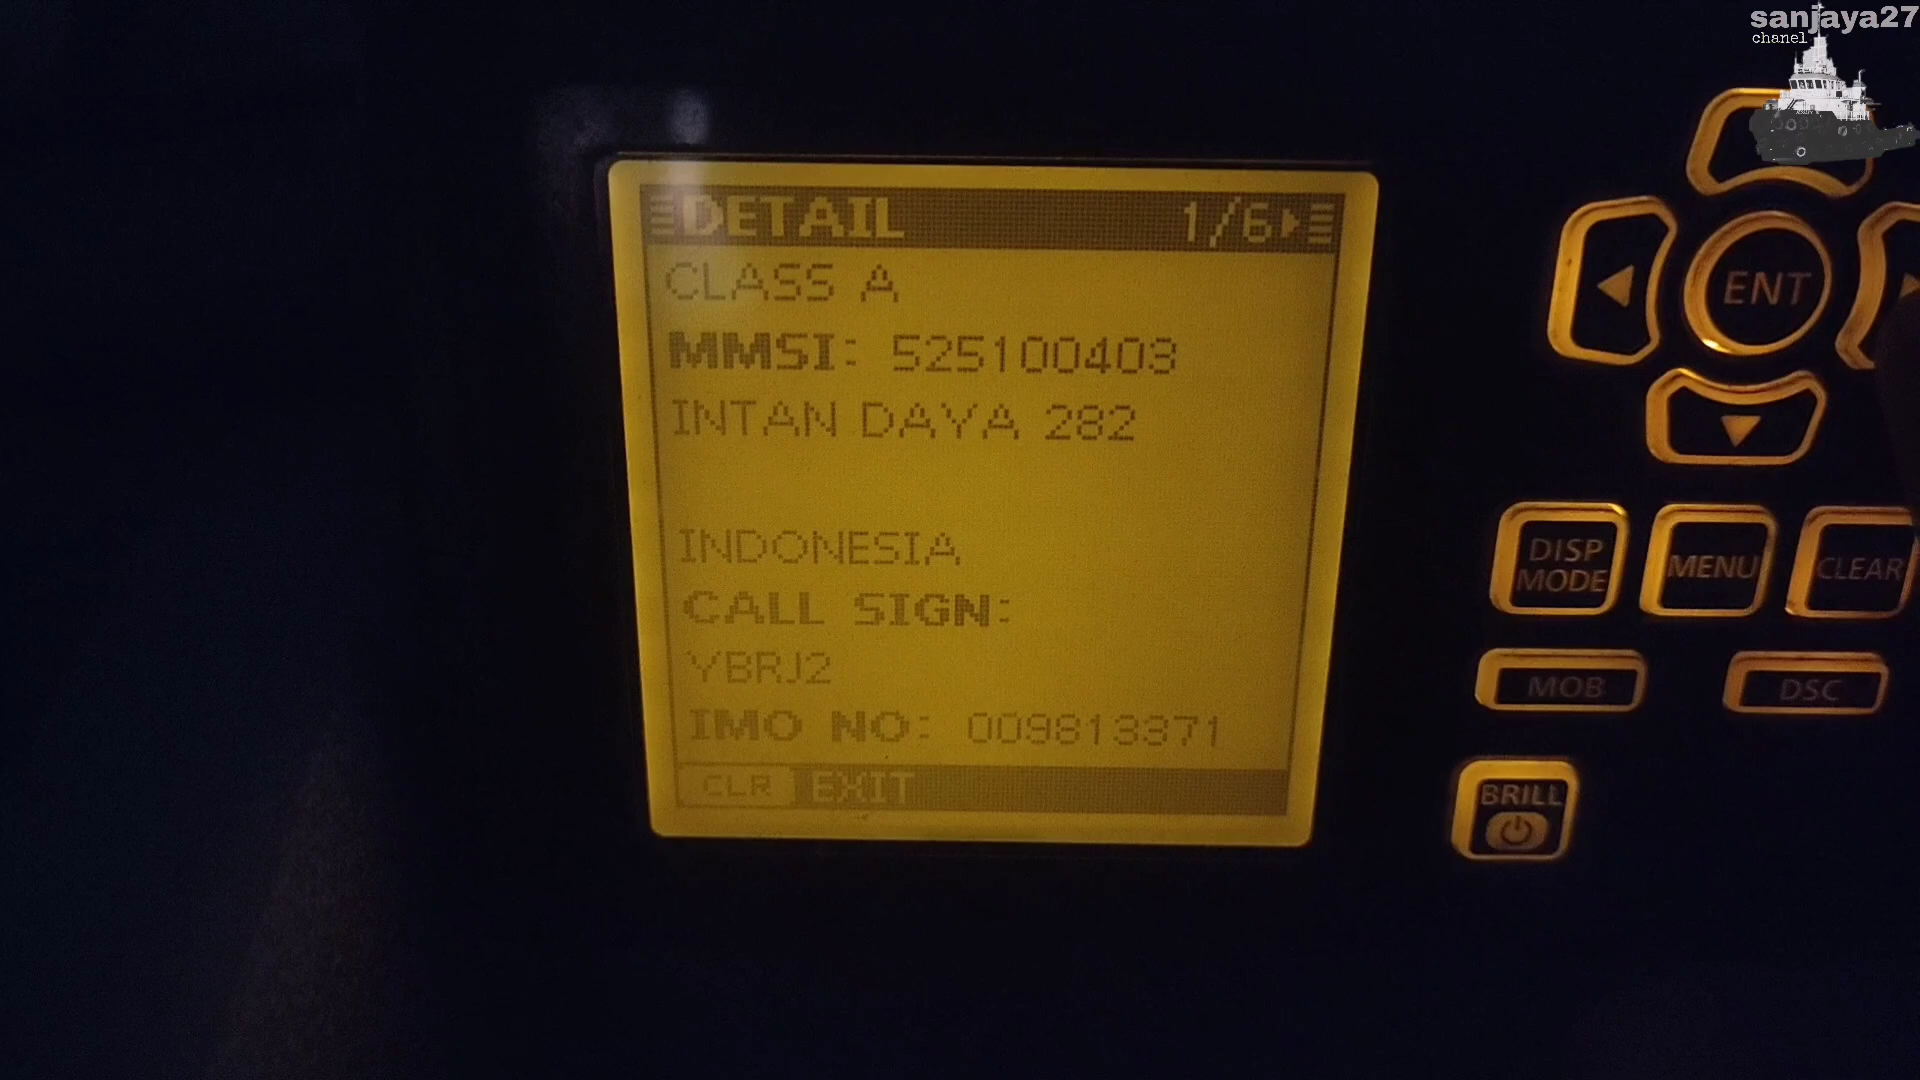 sanjaya27
chanel
DETAIL 1/6
CLASS A
MMSI: 525100403
INTAN DAYA 282
INDONESIA
CALL SIGN:
YBRJ2
IMO NO: 009813371
CLR EXIT
ENT
DISP MODE
MENU
CLEAR
MOB
DSC
BRILL